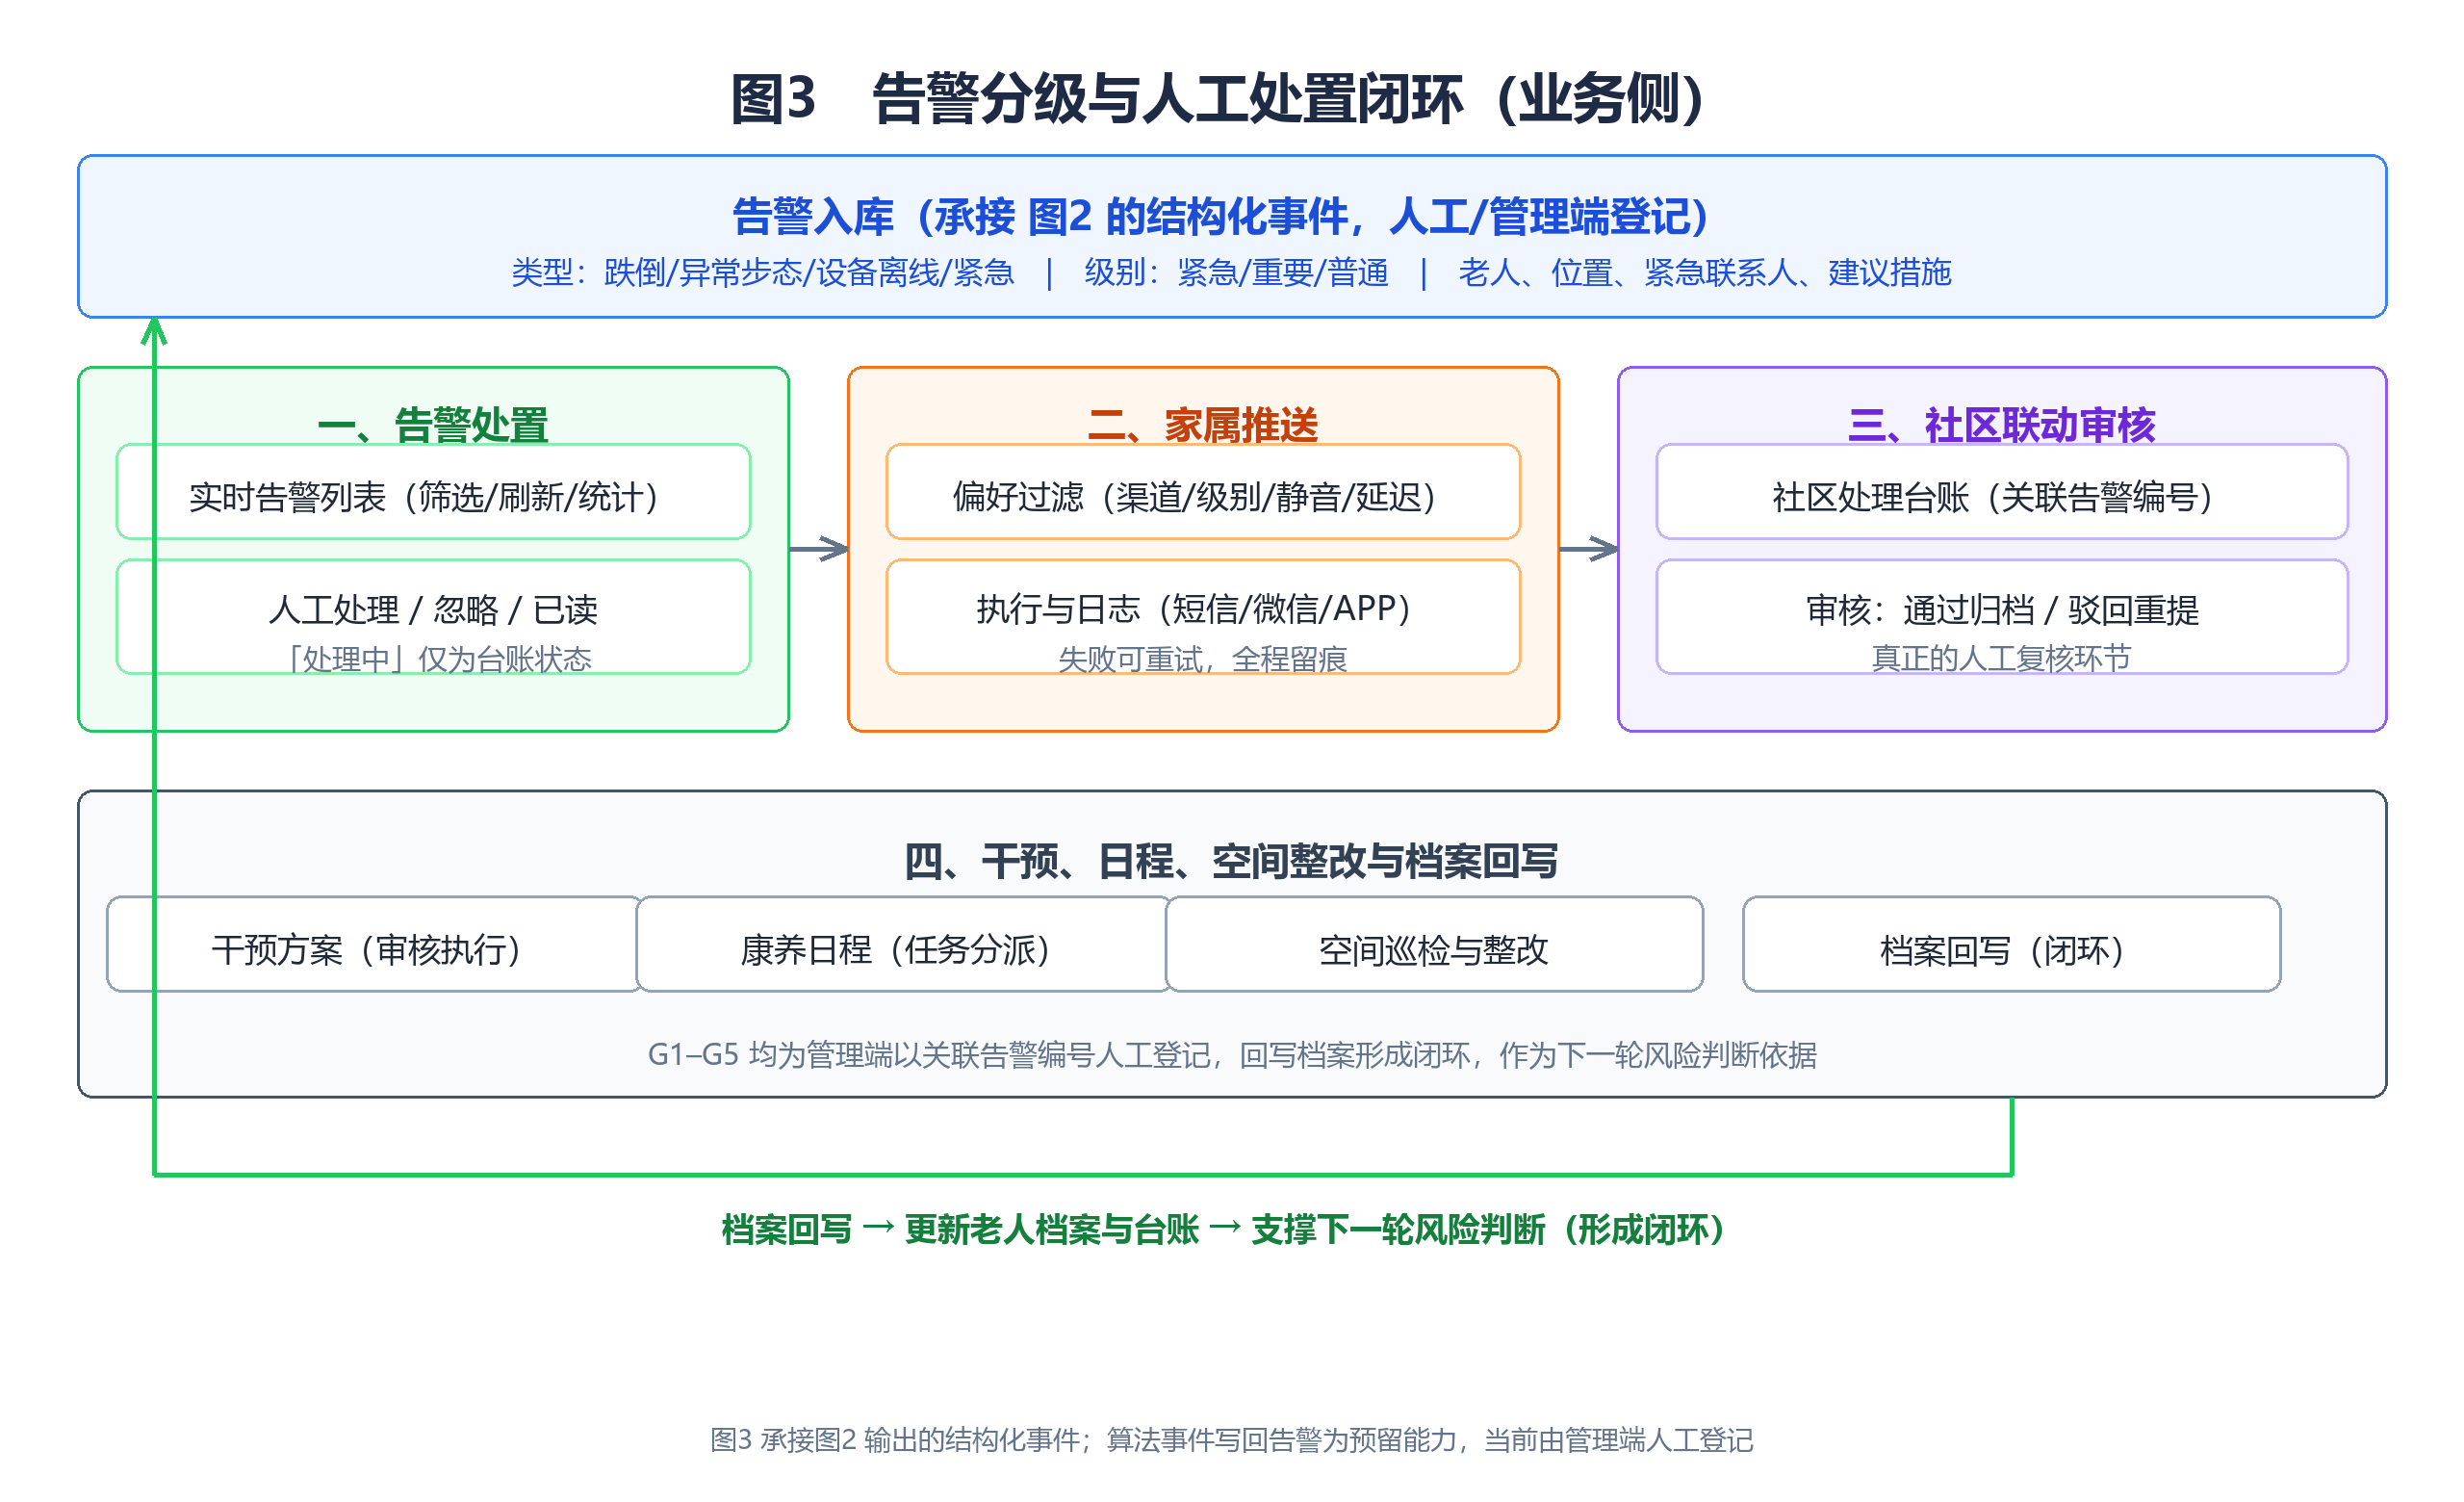 图3　告警分级与人工处置闭环（业务侧）
告警入库（承接 图2 的结构化事件，人工/管理端登记）
类型：跌倒/异常步态/设备离线/紧急　|　级别：紧急/重要/普通　|　老人、位置、紧急联系人、建议措施
一、告警处置
实时告警列表（筛选/刷新/统计）
人工处理 / 忽略 / 已读
「处理中」仅为台账状态
二、家属推送
偏好过滤（渠道/级别/静音/延迟）
执行与日志（短信/微信/APP）
失败可重试，全程留痕
三、社区联动审核
社区处理台账（关联告警编号）
审核：通过归档 / 驳回重提
真正的人工复核环节
四、干预、日程、空间整改与档案回写
干预方案（审核执行）
康养日程（任务分派）
空间巡检与整改
档案回写（闭环）
G1–G5 均为管理端以关联告警编号人工登记，回写档案形成闭环，作为下一轮风险判断依据
档案回写 → 更新老人档案与台账 → 支撑下一轮风险判断（形成闭环）
图3 承接图2 输出的结构化事件；算法事件写回告警为预留能力，当前由管理端人工登记